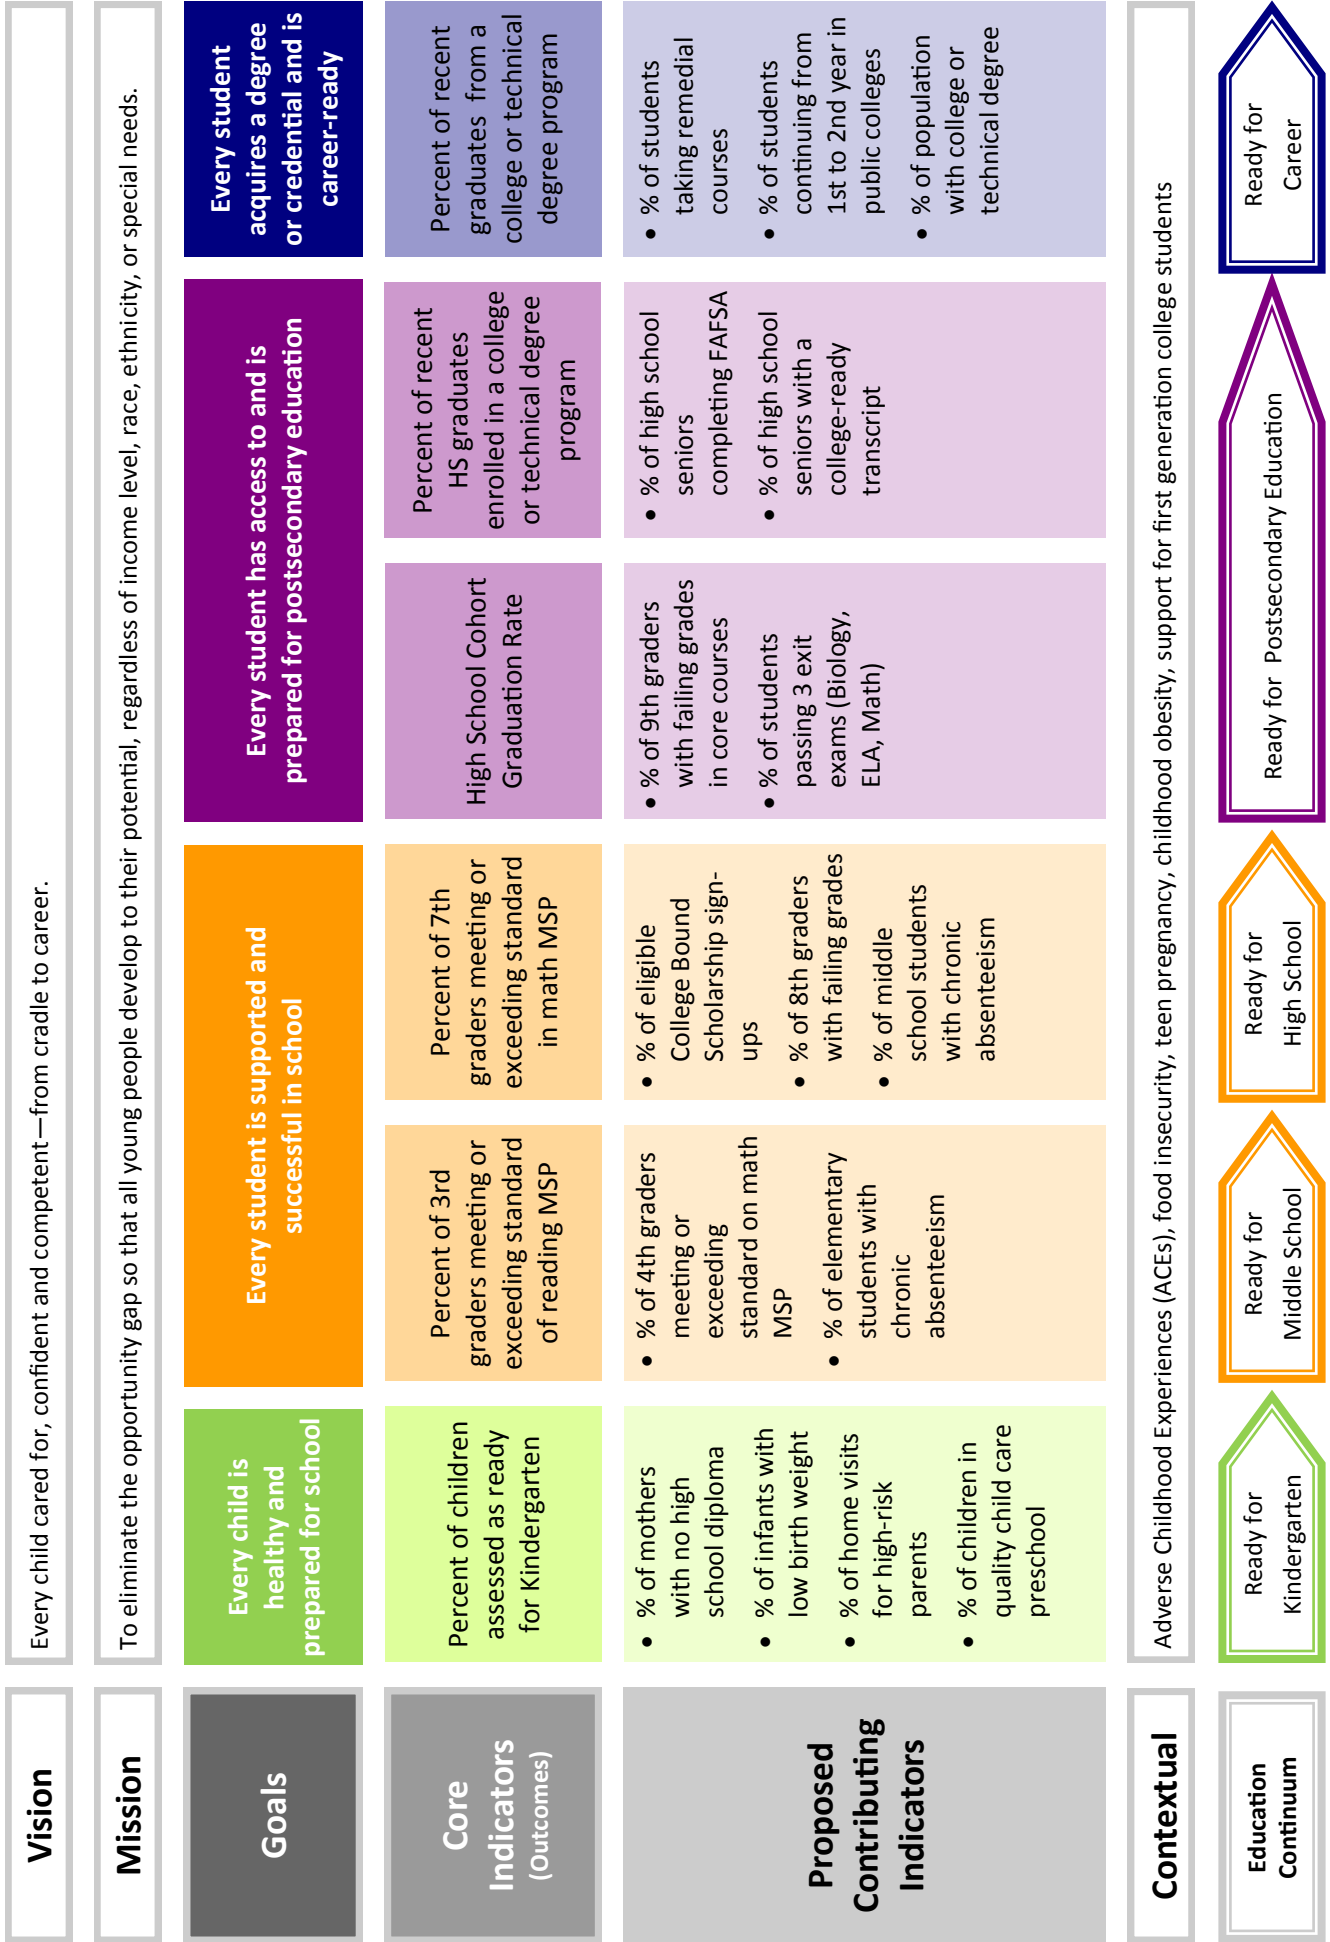 Vision
Every child cared for, confident and competent—from cradle to career.
Mission
To eliminate the opportunity gap so that all young people develop to their potential, regardless of income level, race, ethnicity, or special needs.
Goals
Every child is
healthy and
prepared for school
Every student is supported and
successful in school
Every student has access to and is
prepared for postsecondary education
Every student
acquires a degree
or credential and is
career-ready
Core
Indicators
(Outcomes)
Percent of children
assessed as ready
for Kindergarten
Percent of 3rd
graders meeting or
exceeding standard
of reading MSP
Percent of 7th
graders meeting or
exceeding standard
in math MSP
High School Cohort
Graduation Rate
Percent of recent
HS graduates
enrolled in a college
or technical degree
program
Percent of recent
graduates from a
college or technical
degree program
Proposed
Contributing
Indicators
• % of mothers
with no high
school diploma
• % of infants with
low birth weight
• % of home visits
for high-risk
parents
• % of children in
quality child care
preschool
• % of 4th graders
meeting or
exceeding
standard on math
MSP
• % of elementary
students with
chronic
absenteeism
• % of eligible
College Bound
Scholarship sign-
ups
• % of 8th graders
with failing grades
• % of middle
school students
with chronic
absenteeism
• % of 9th graders
with failing grades
in core courses
• % of students
passing 3 exit
exams (Biology,
ELA, Math)
• % of high school
seniors
completing FAFSA
• % of high school
seniors with a
college-ready
transcript
• % of students
taking remedial
courses
• % of students
continuing from
1st to 2nd year in
public colleges
• % of population
with college or
technical degree
Contextual
Adverse Childhood Experiences (ACEs), food insecurity, teen pregnancy, childhood obesity, support for first generation college students
Education
Continuum
Ready for
Kindergarten
Ready for
Middle School
Ready for
High School
Ready for Postsecondary Education
Ready for
Career